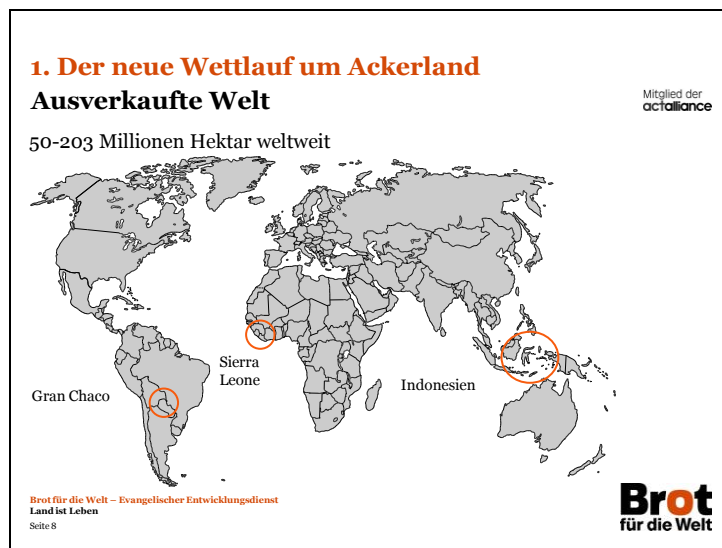 1. Der neue Wettlauf um Ackerland
Ausverkaufte Welt
Mitglied der
actalliance
50-203 Millionen Hektar weltweit
Sierra
Leone
Gran Chaco
Indonesien
Brot für die Welt – Evangelischer Entwicklungsdienst
Land ist Leben
Seite 8
Brot
für die Welt